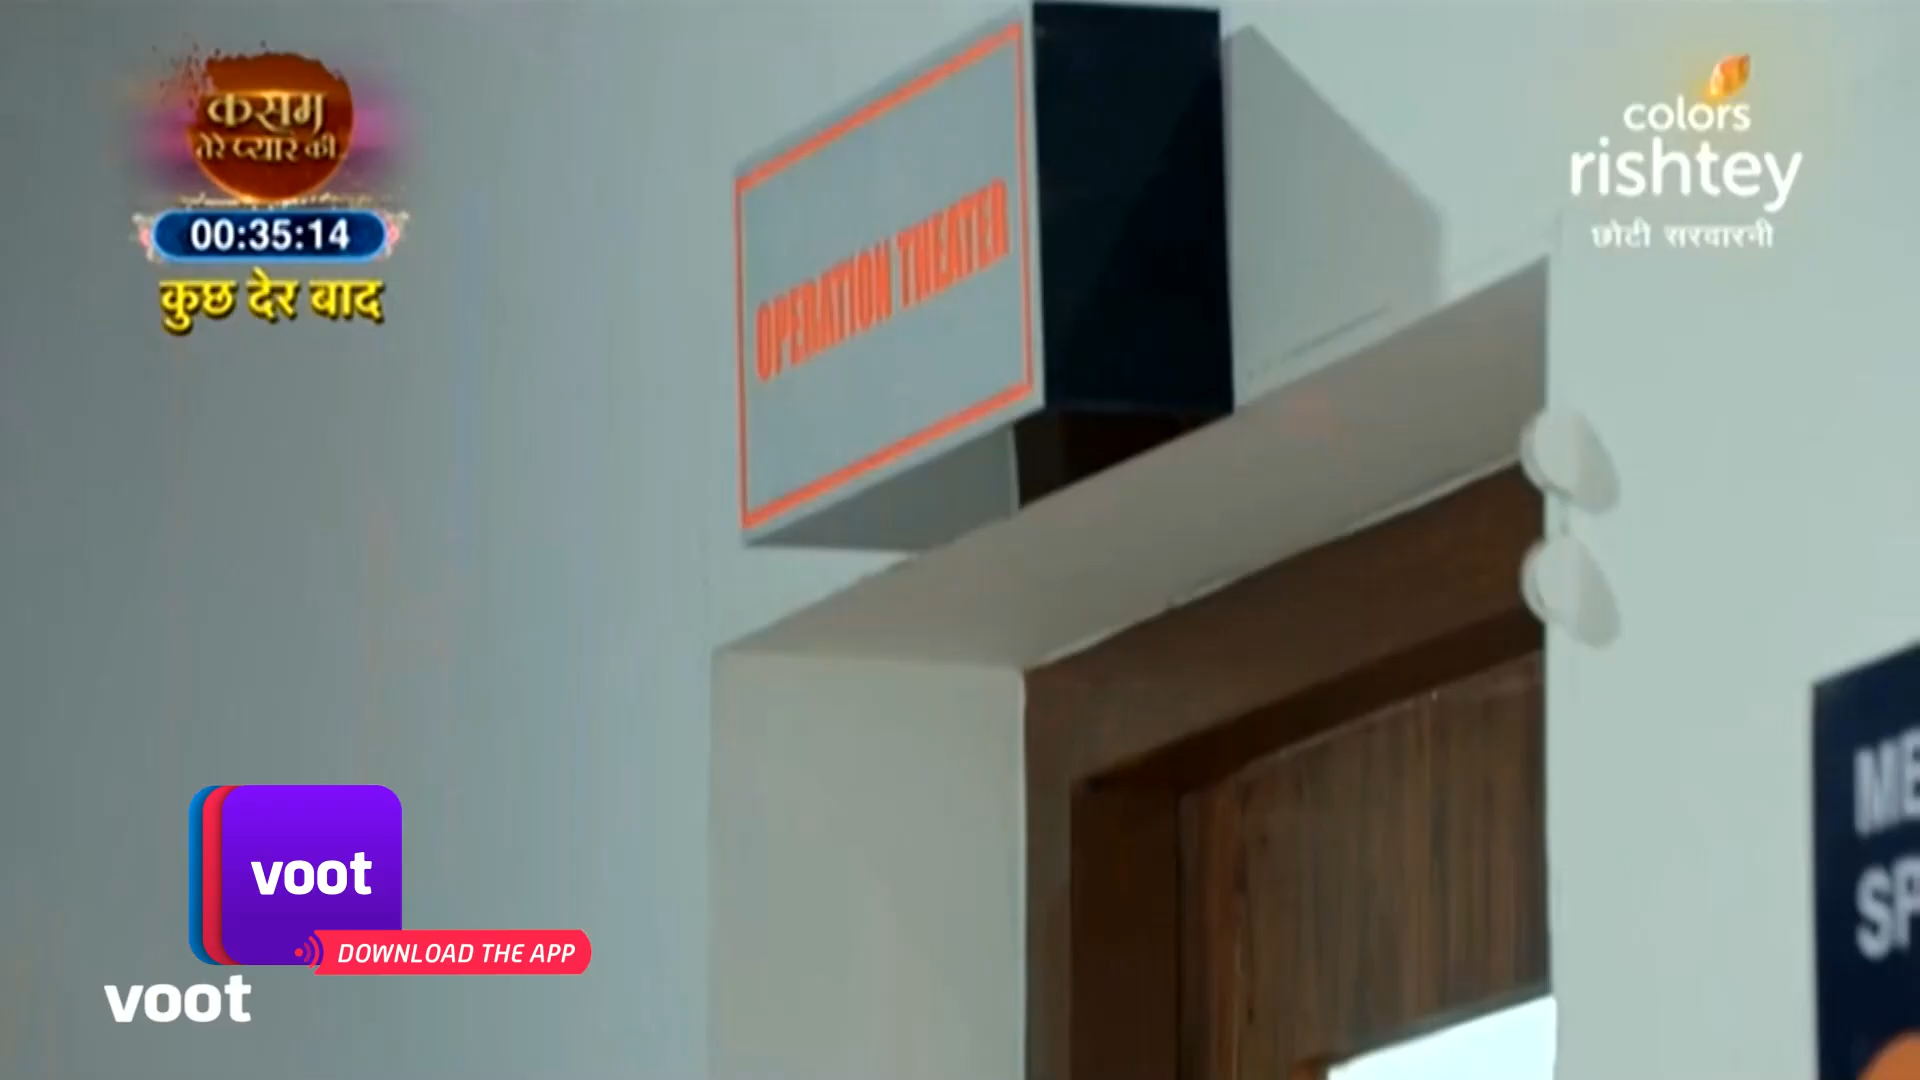 कसम
तेरे प्यार की
00:35:14
कुछ देर बाद
colors
rishtey
छोटी सरदारनी
OPERATION THEATER
voot
DOWNLOAD THE APP
voot